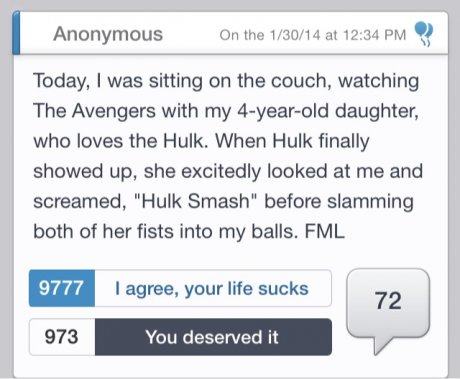 Anonymous On the 1/30/14 at 12:34 PM
Today, I was sitting on the couch, watching
The Avengers with my 4-year-old daughter,
who loves the Hulk. When Hulk finally
showed up, she excitedly looked at me and
screamed, "Hulk Smash" before slamming
both of her fists into my balls. FML
9777 I agree, your life sucks
72
973 You deserved it